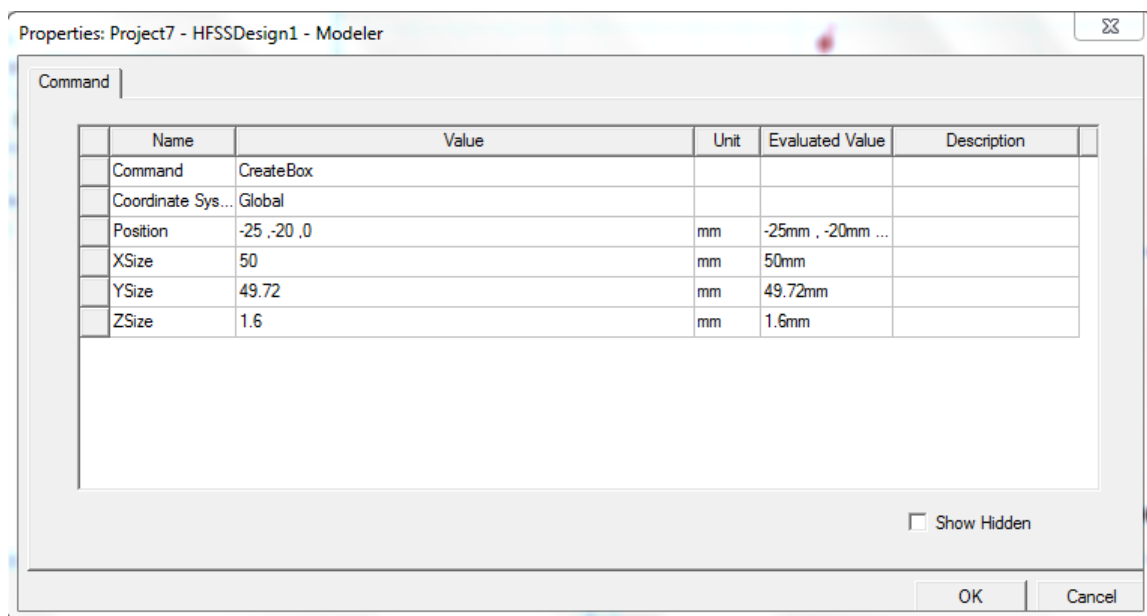 Properties: Project7 - HFSSDesign1 - Modeler
Command
Name Value Unit Evaluated Value Description
Command CreateBox
Coordinate Sys... Global
Position -25 ,-20 ,0 mm -25mm , -20mm ...
XSize 50 mm 50mm
YSize 49.72 mm 49.72mm
ZSize 1.6 mm 1.6mm
Show Hidden
OK Cancel